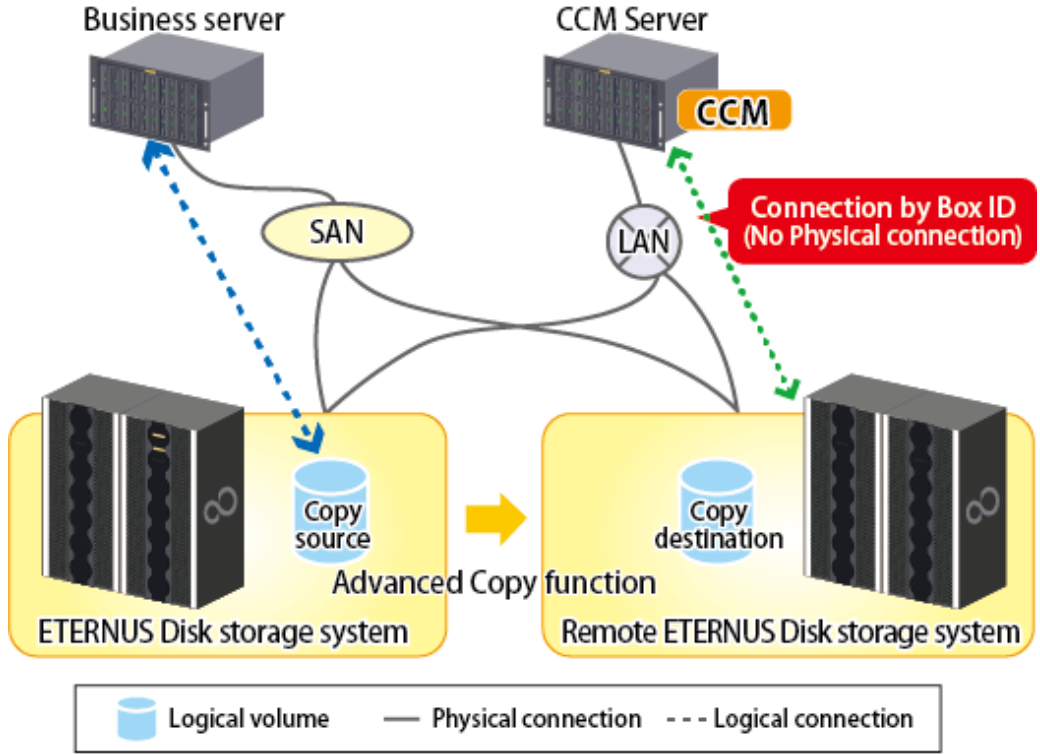 Business server
CCM Server
CCM
SAN
LAN
Connection by Box ID
(No Physical connection)
Copy
source
Copy
destination
Advanced Copy function
ETERNUS Disk storage system
Remote ETERNUS Disk storage system
Logical volume
Physical connection
Logical connection